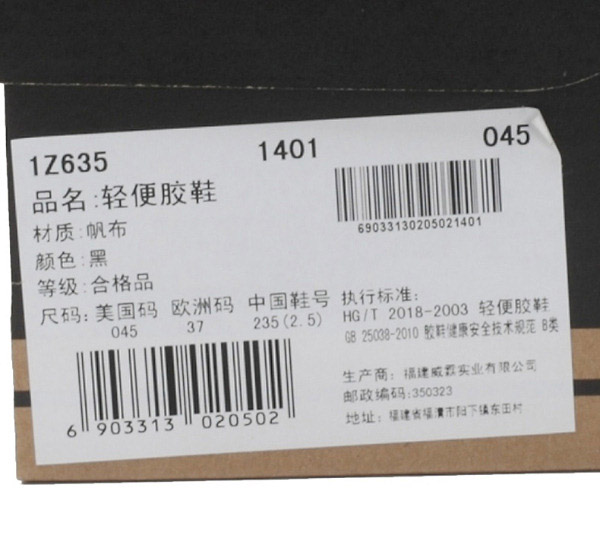 1Z635 1401 045
品名:轻便胶鞋
69033130205021401
材质:帆布
颜色:黑
等级:合格品
尺码: 美国码 欧洲码 中国鞋号
045 37 235(2.5)
6 903313 020502
执行标准:
HG/T 2018-2003 轻便胶鞋
GB 25038-2010 胶鞋健康安全技术规范 B类
生产商: 福建威霖实业有限公司
邮政编码:350323
地址: 福建省福清市阳下镇东田村